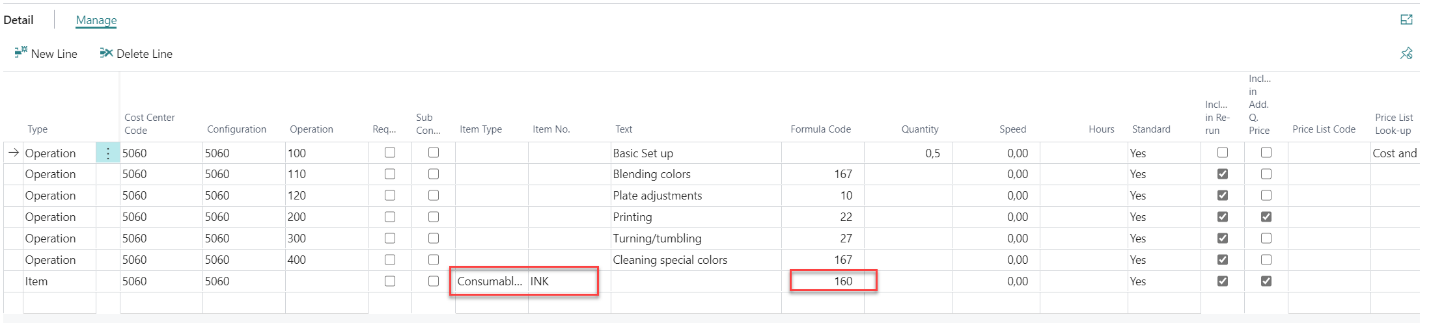 Detail Manage
New Line Delete Line
Type Cost Center Code Configuration Operation Req... Sub Con... Item Type Item No. Text Formula Code Quantity Speed Hours Standard Incl... in Re-run Incl... in Add. Q. Price Price List Code Price List Look-up
Operation 5060 5060 100 Basic Set up 0,5 0,00 Yes Cost and
Operation 5060 5060 110 Blending colors 167 0,00 Yes
Operation 5060 5060 120 Plate adjustments 10 0,00 Yes
Operation 5060 5060 200 Printing 22 0,00 Yes
Operation 5060 5060 300 Turning/tumbling 27 0,00 Yes
Operation 5060 5060 400 Cleaning special colors 167 0,00 Yes
Item 5060 5060 Consumabl... INK 160 0,00 Yes